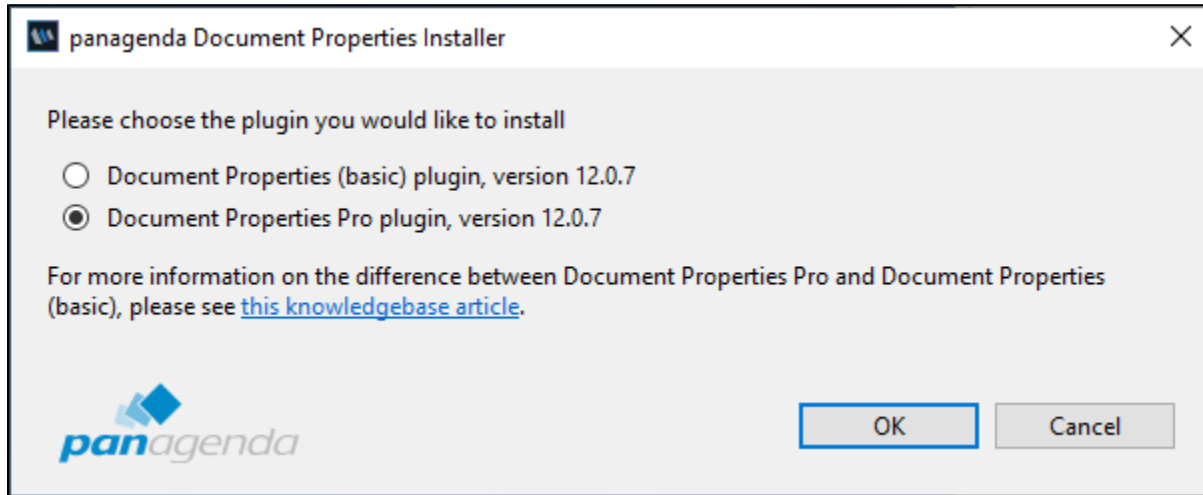 panagenda Document Properties Installer
Please choose the plugin you would like to install
Document Properties (basic) plugin, version 12.0.7
Document Properties Pro plugin, version 12.0.7
For more information on the difference between Document Properties Pro and Document Properties
(basic), please see this knowledgebase article.
panagenda
OK
Cancel